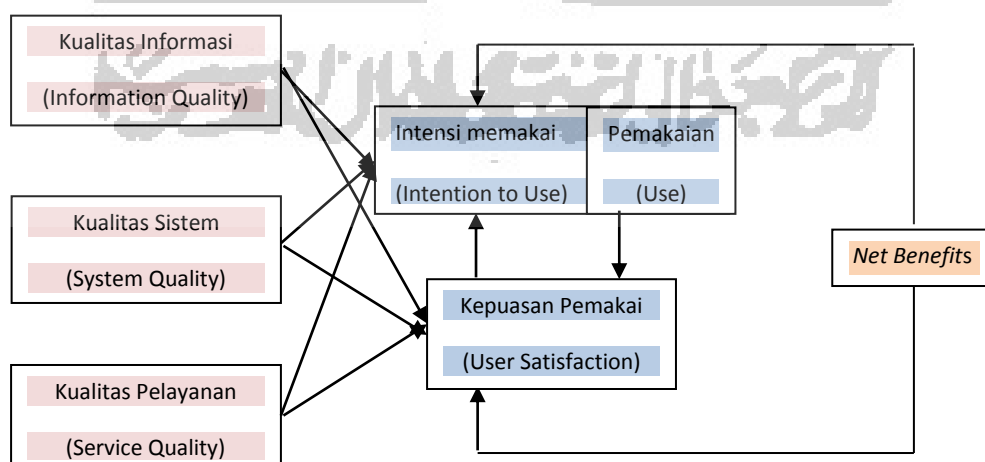 Kualitas Informasi
(Information Quality)
Intensi memakai
(Intention to Use)
Pemakaian
(Use)
Kualitas Sistem
(System Quality)
Net Benefits
Kepuasan Pemakai
(User Satisfaction)
Kualitas Pelayanan
(Service Quality)